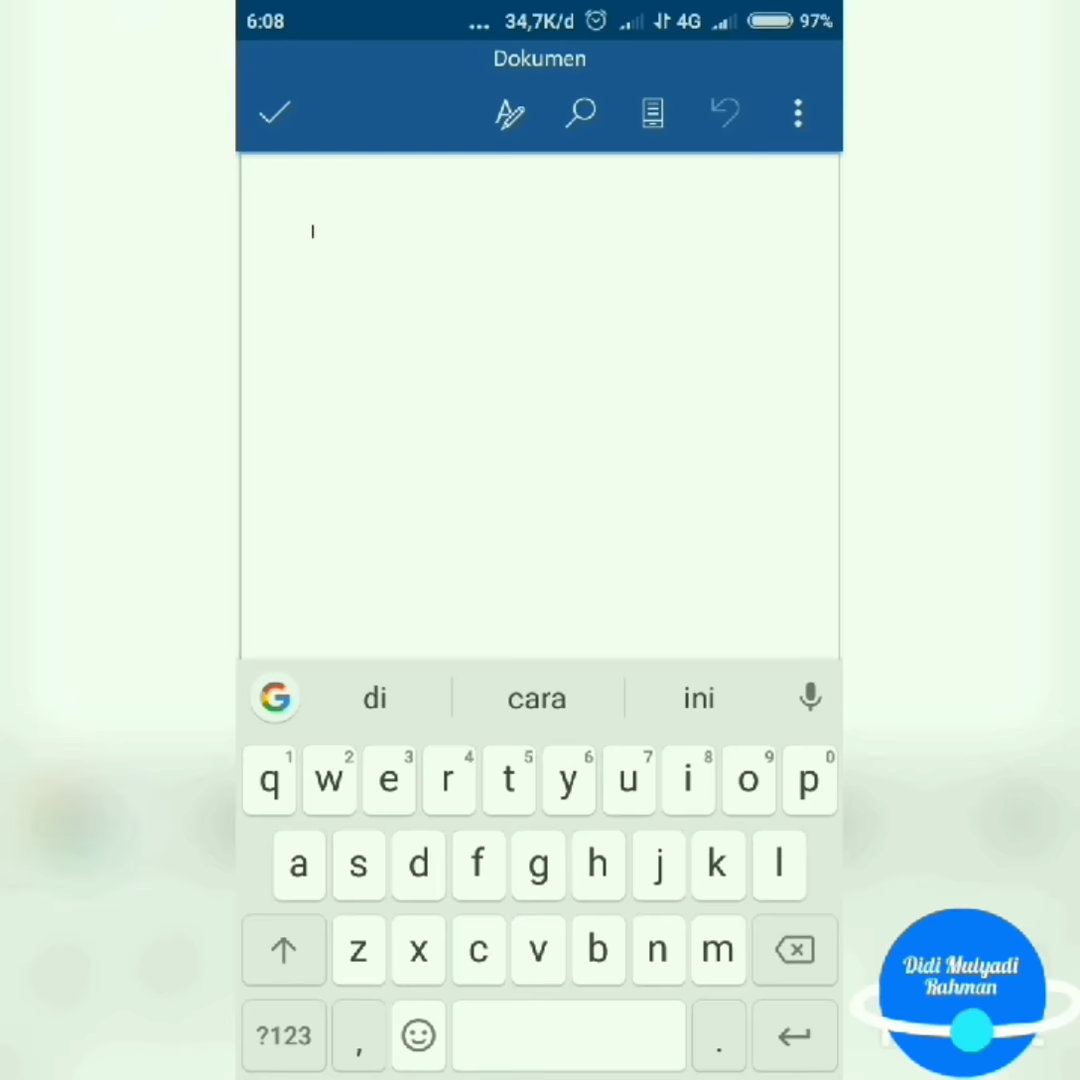 6:08 ... 34,7K/d 4G 97%
Dokumen
di cara ini
1 2 3 4 5 6 7 8 9 0
q w e r t y u i o p
a s d f g h j k l
z x c v b n m
?123 , .
Didi Mulyadi
Rahman